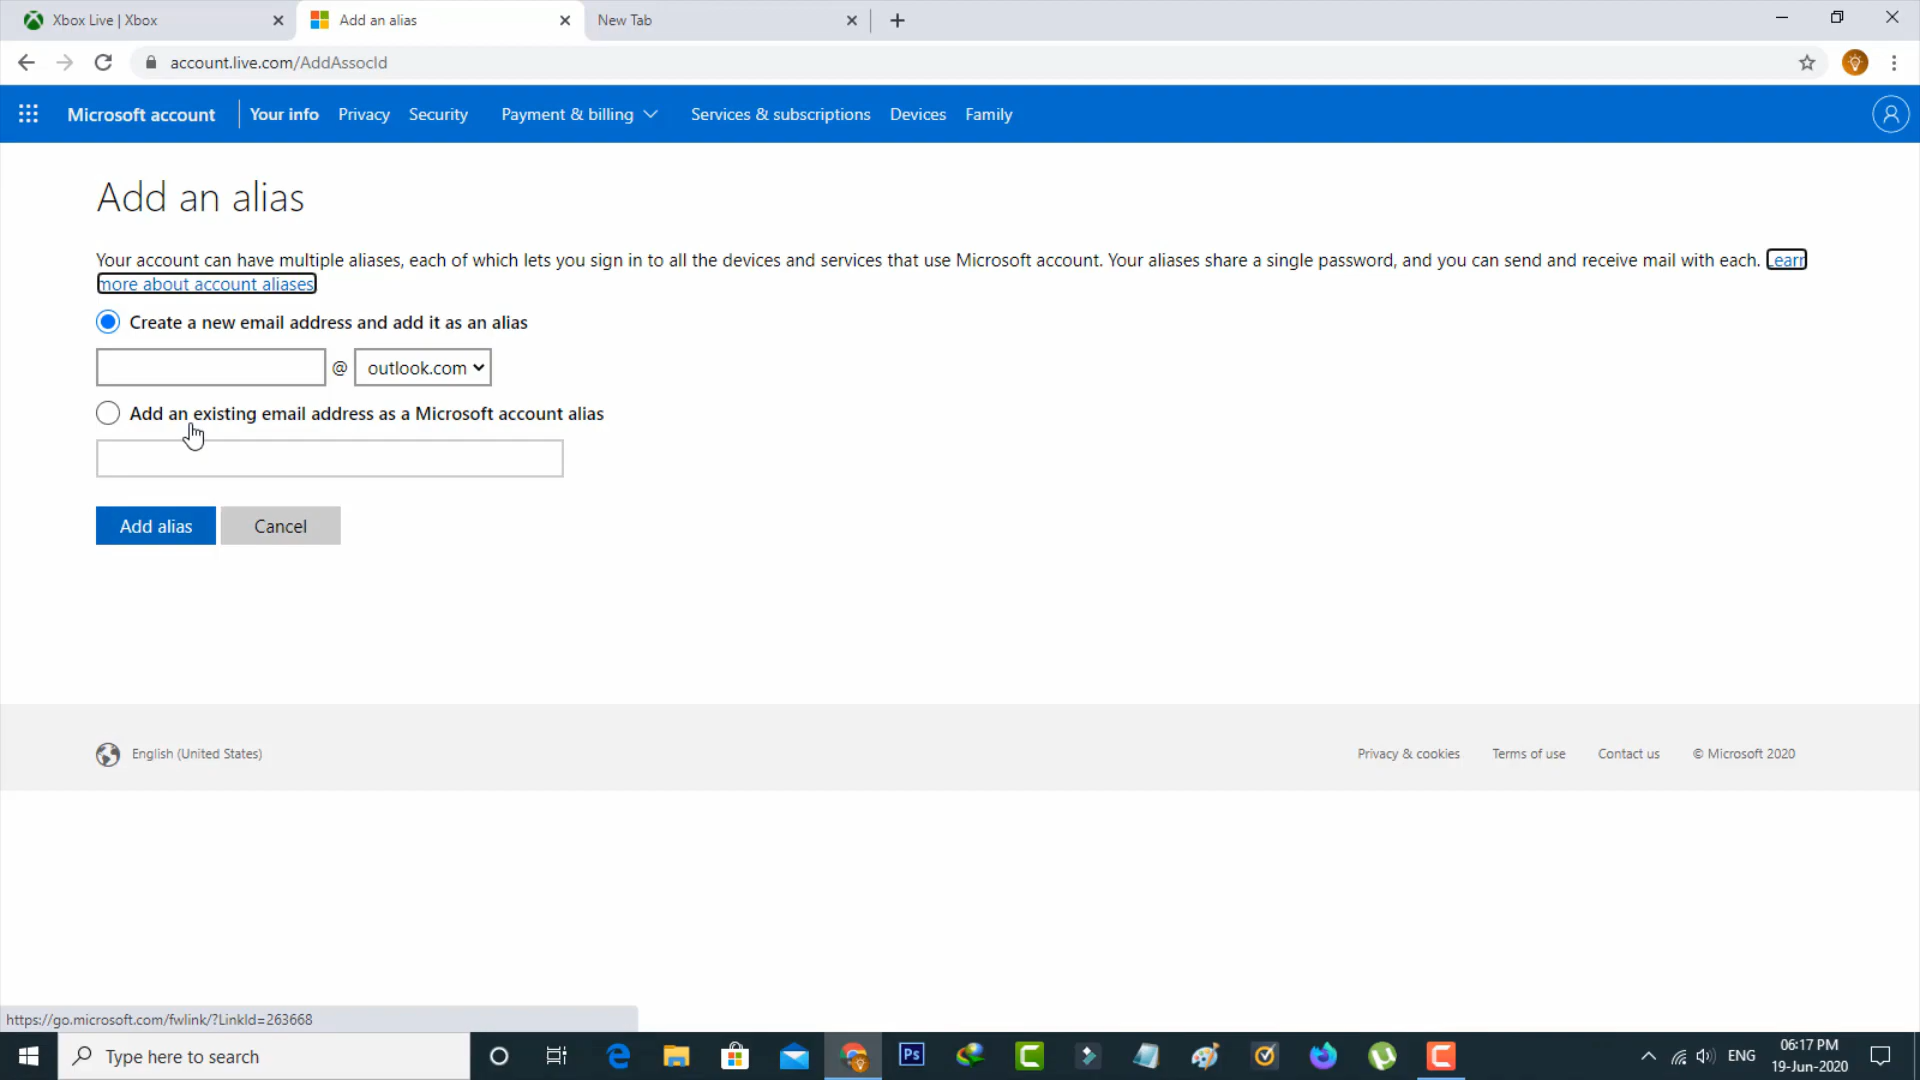 Xbox Live | Xbox
Add an alias
New Tab
account.live.com/AddAssocId
Microsoft account
Your info
Privacy
Security
Payment & billing
Services & subscriptions
Devices
Family
Add an alias
Your account can have multiple aliases, each of which lets you sign in to all the devices and services that use Microsoft account. Your aliases share a single password, and you can send and receive mail with each. Learn
more about account aliases.
Create a new email address and add it as an alias
@ outlook.com
Add an existing email address as a Microsoft account alias
Add alias
Cancel
English (United States)
Privacy & cookies
Terms of use
Contact us
© Microsoft 2020
https://go.microsoft.com/fwlink/?LinkId=263668
Type here to search
Ps
ENG
06:17 PM
19-Jun-2020